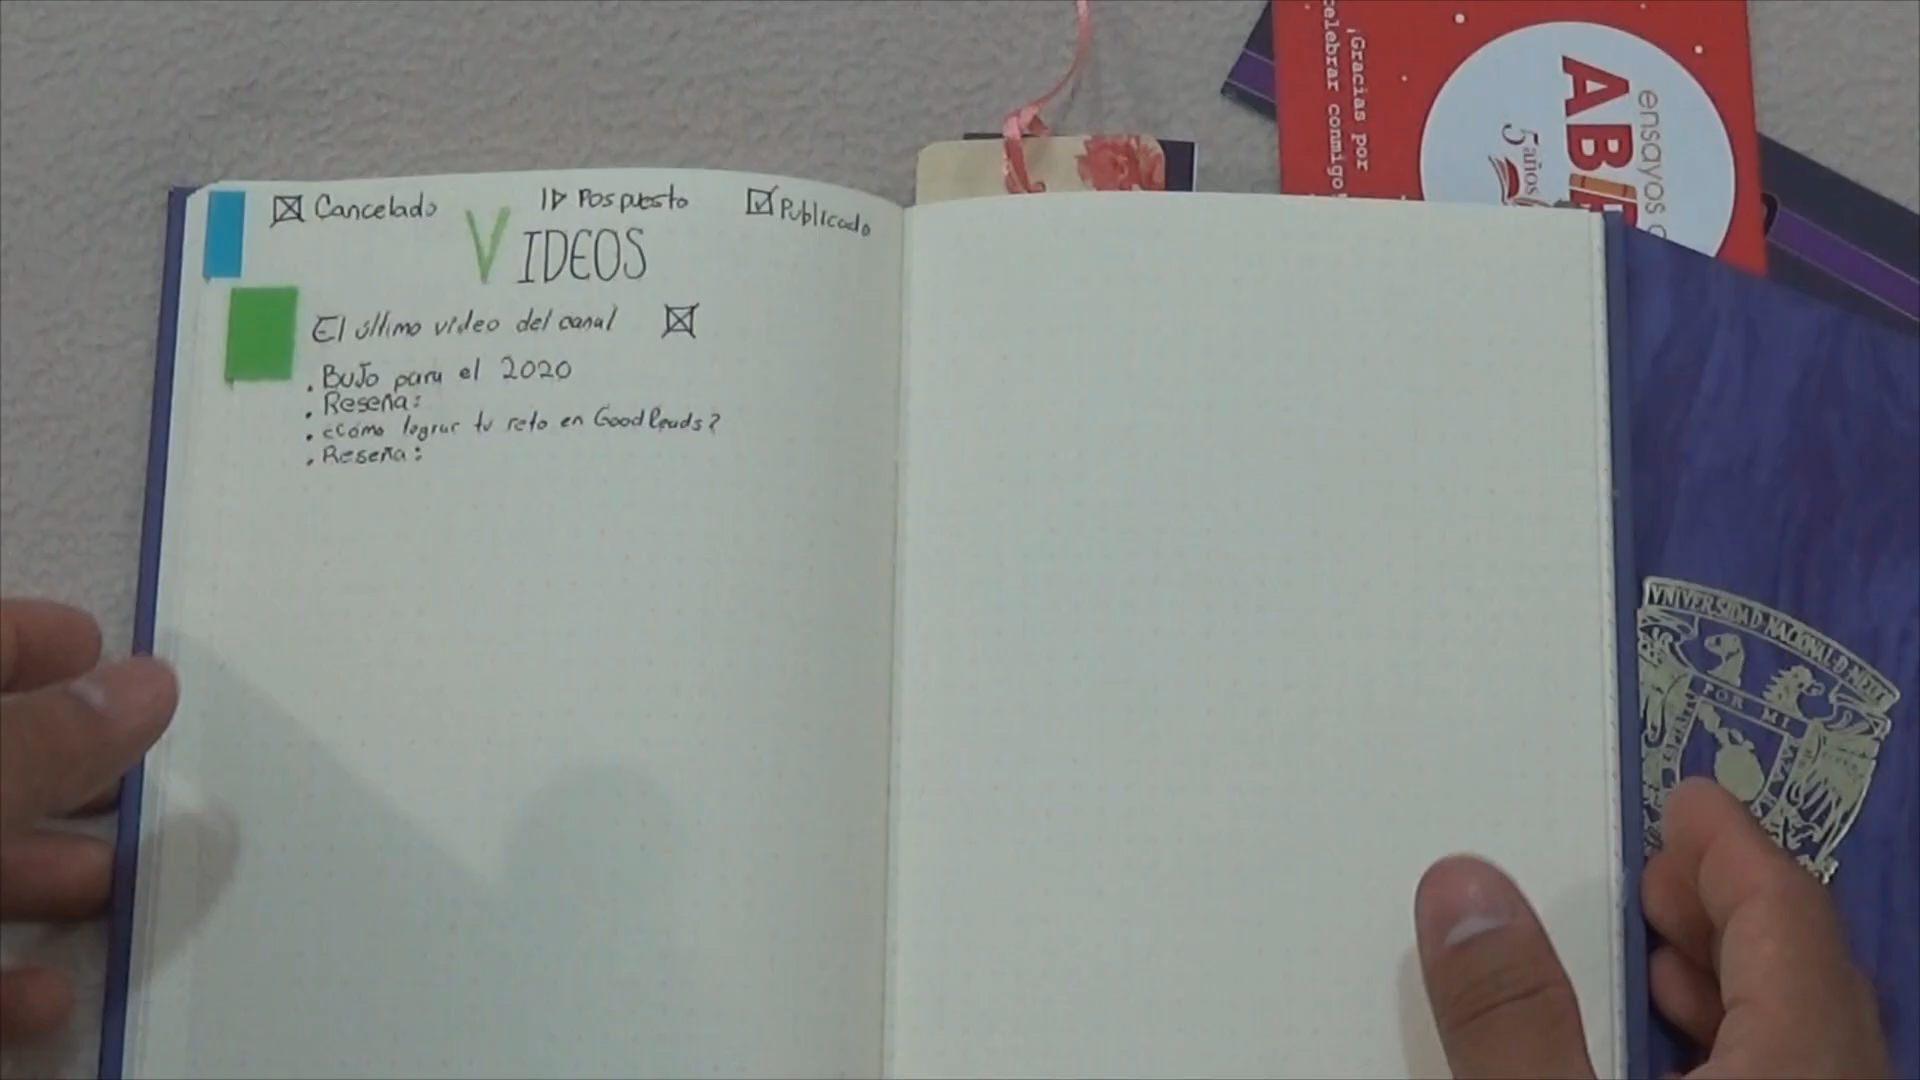 Cancelado
Pospuesto
Publicado
VIDEOS
El último video del canal
. BuJo para el 2020
. Reseña:
. ¿Cómo lograr tu reto en GoodReads?
. Reseña:
¡Gracias por
celebrar conmigo
ensayos
5 años
VNIVERSIDAD NACIONAL
POR MI